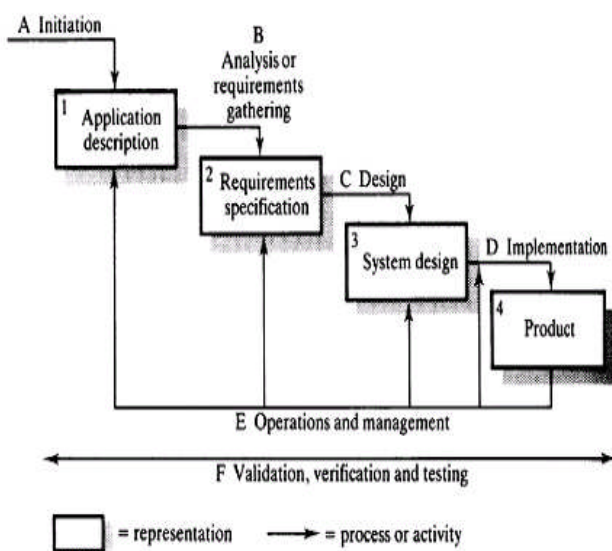 A Initiation
B
Analysis or
requirements
gathering
1
Application
description
2
Requirements
specification
C Design
3
System design
D Implementation
4
Product
E Operations and management
F Validation, verification and testing
= representation
= process or activity